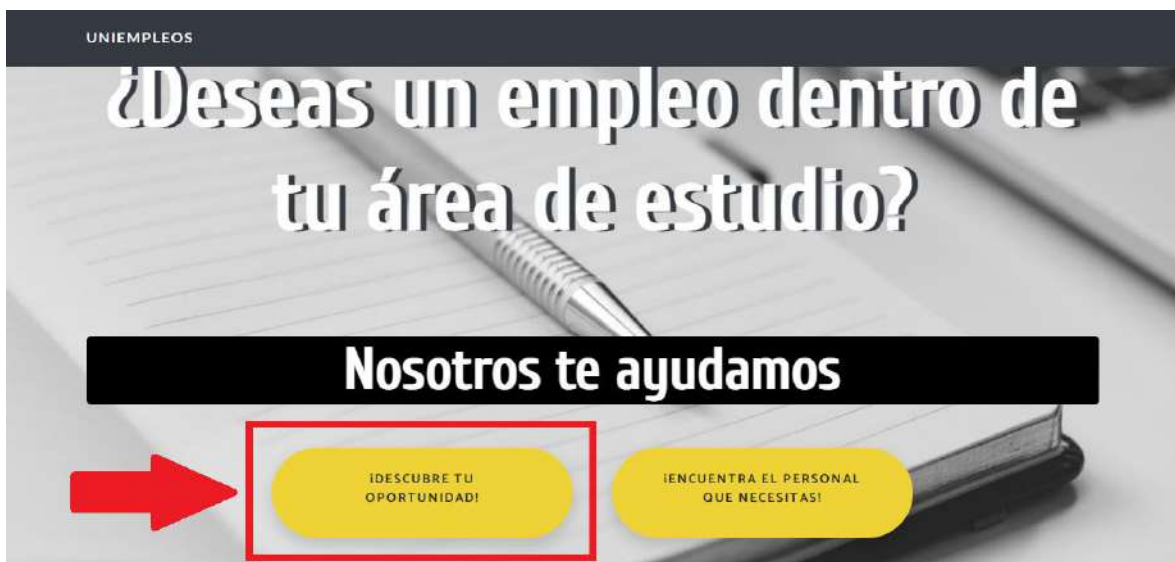 UNIEMPLEOS
¿Deseas un empleo dentro de
tu área de estudio?
Nosotros te ayudamos
¡DESCUBRE TU
OPORTUNIDAD!
¡ENCUENTRA EL PERSONAL
QUE NECESITAS!